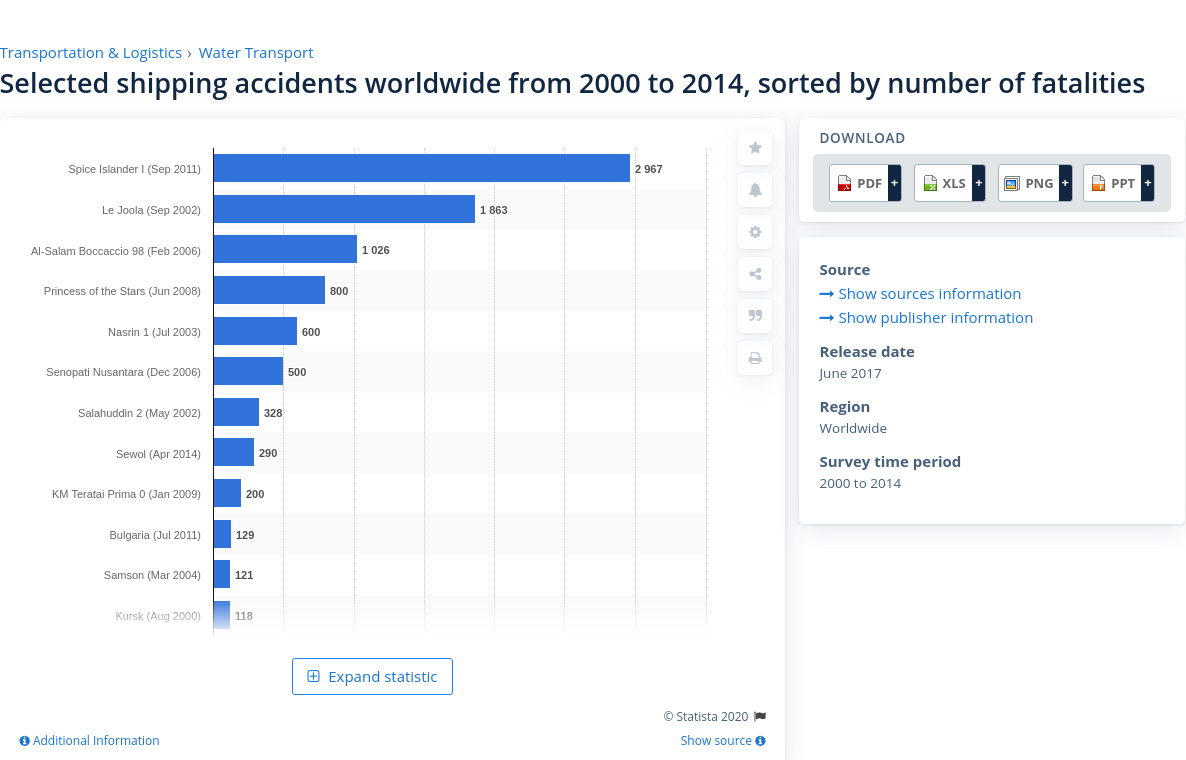 Transportation & Logistics › Water Transport
Selected shipping accidents worldwide from 2000 to 2014, sorted by number of fatalities
Spice Islander I (Sep 2011) 2 967
Le Joola (Sep 2002) 1 863
Al-Salam Boccaccio 98 (Feb 2006) 1 026
Princess of the Stars (Jun 2008) 800
Nasrin 1 (Jul 2003) 600
Senopati Nusantara (Dec 2006) 500
Salahuddin 2 (May 2002) 328
Sewol (Apr 2014) 290
KM Teratai Prima 0 (Jan 2009) 200
Bulgaria (Jul 2011) 129
Samson (Mar 2004) 121
Kursk (Aug 2000) 118
Expand statistic
© Statista 2020
Additional Information
Show source
DOWNLOAD
PDF + XLS + PNG + PPT +
Source
Show sources information
Show publisher information
Release date
June 2017
Region
Worldwide
Survey time period
2000 to 2014